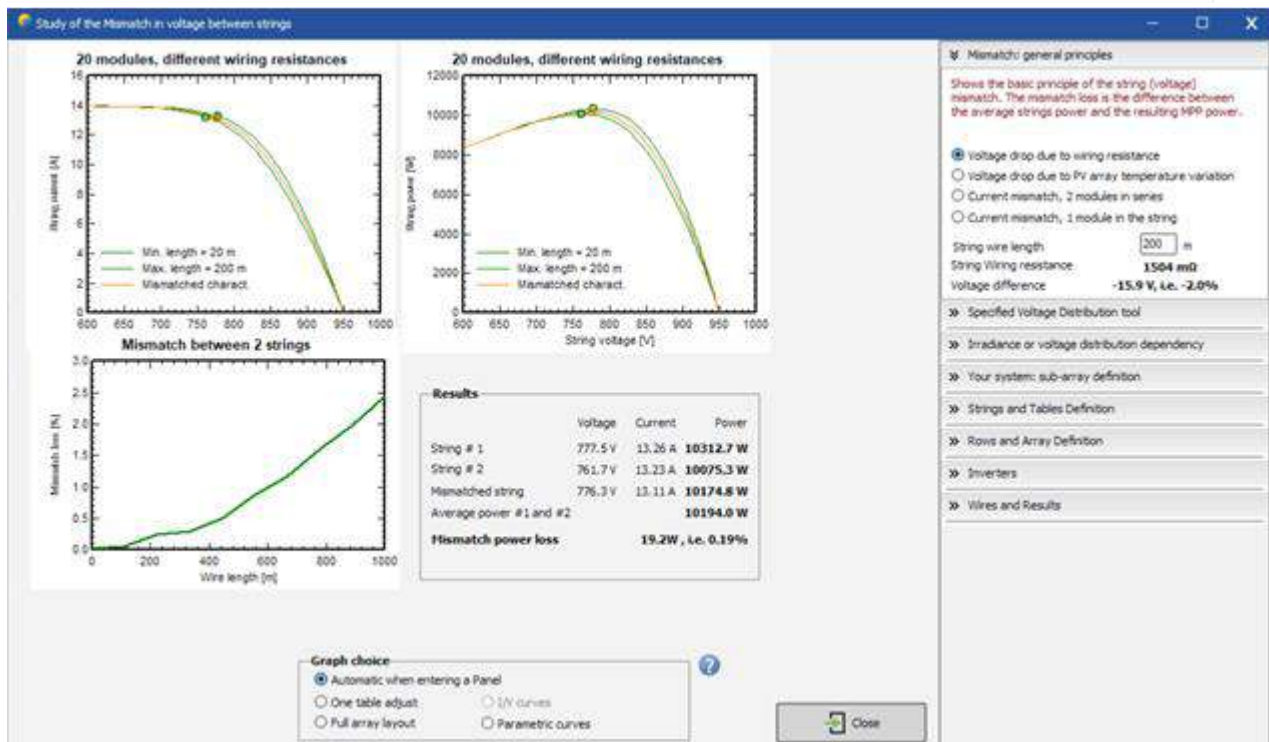 Study of the Mismatch in voltage between strings
20 modules, different wiring resistances
16
14
12
10
8
6
4
2
0
String current [A]
Min. length = 20 m
Max. length = 200 m
Mismatched charact.
600 650 700 750 800 850 900 950 1000
20 modules, different wiring resistances
12000
10000
8000
6000
4000
2000
0
String power [W]
Min. length = 20 m
Max. length = 200 m
Mismatched charact.
600 650 700 750 800 850 900 950 1000
String voltage [V]
Mismatch between 2 strings
3.0
2.5
2.0
1.5
1.0
0.5
0.0
Mismatch loss [%]
0 200 400 600 800 1000
Wire length [m]
Results
Voltage Current Power
String # 1 777.5 V 13.26 A 10312.7 W
String # 2 761.7 V 13.23 A 10075.3 W
Mismatched string 776.3 V 13.11 A 10174.8 W
Average power #1 and #2 10194.0 W
Mismatch power loss 19.2W , i.e. 0.19%
Graph choice
Automatic when entering a Panel
One table adjust I/V curves
Full array layout Parametric curves
?
Close
Mismatch: general principles
Shows the basic principle of the string (voltage)
mismatch. The mismatch loss is the difference between
the average strings power and the resulting MPP power.
Voltage drop due to wiring resistance
Voltage drop due to PV array temperature variation
Current mismatch, 2 modules in series
Current mismatch, 1 module in the string
String wire length 200 m
String Wiring resistance 1504 mΩ
Voltage difference -15.9 V, i.e. -2.0%
Specified Voltage Distribution tool
Irradiance or voltage distribution dependency
Your system: sub-array definition
Strings and Tables Definition
Rows and Array Definition
Inverters
Wires and Results